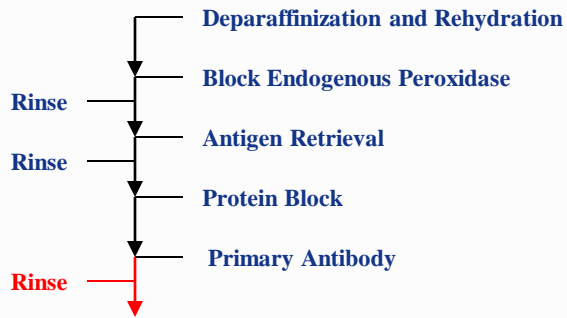 Deparaffinization and Rehydration
Block Endogenous Peroxidase
Rinse
Antigen Retrieval
Rinse
Protein Block
Primary Antibody
Rinse